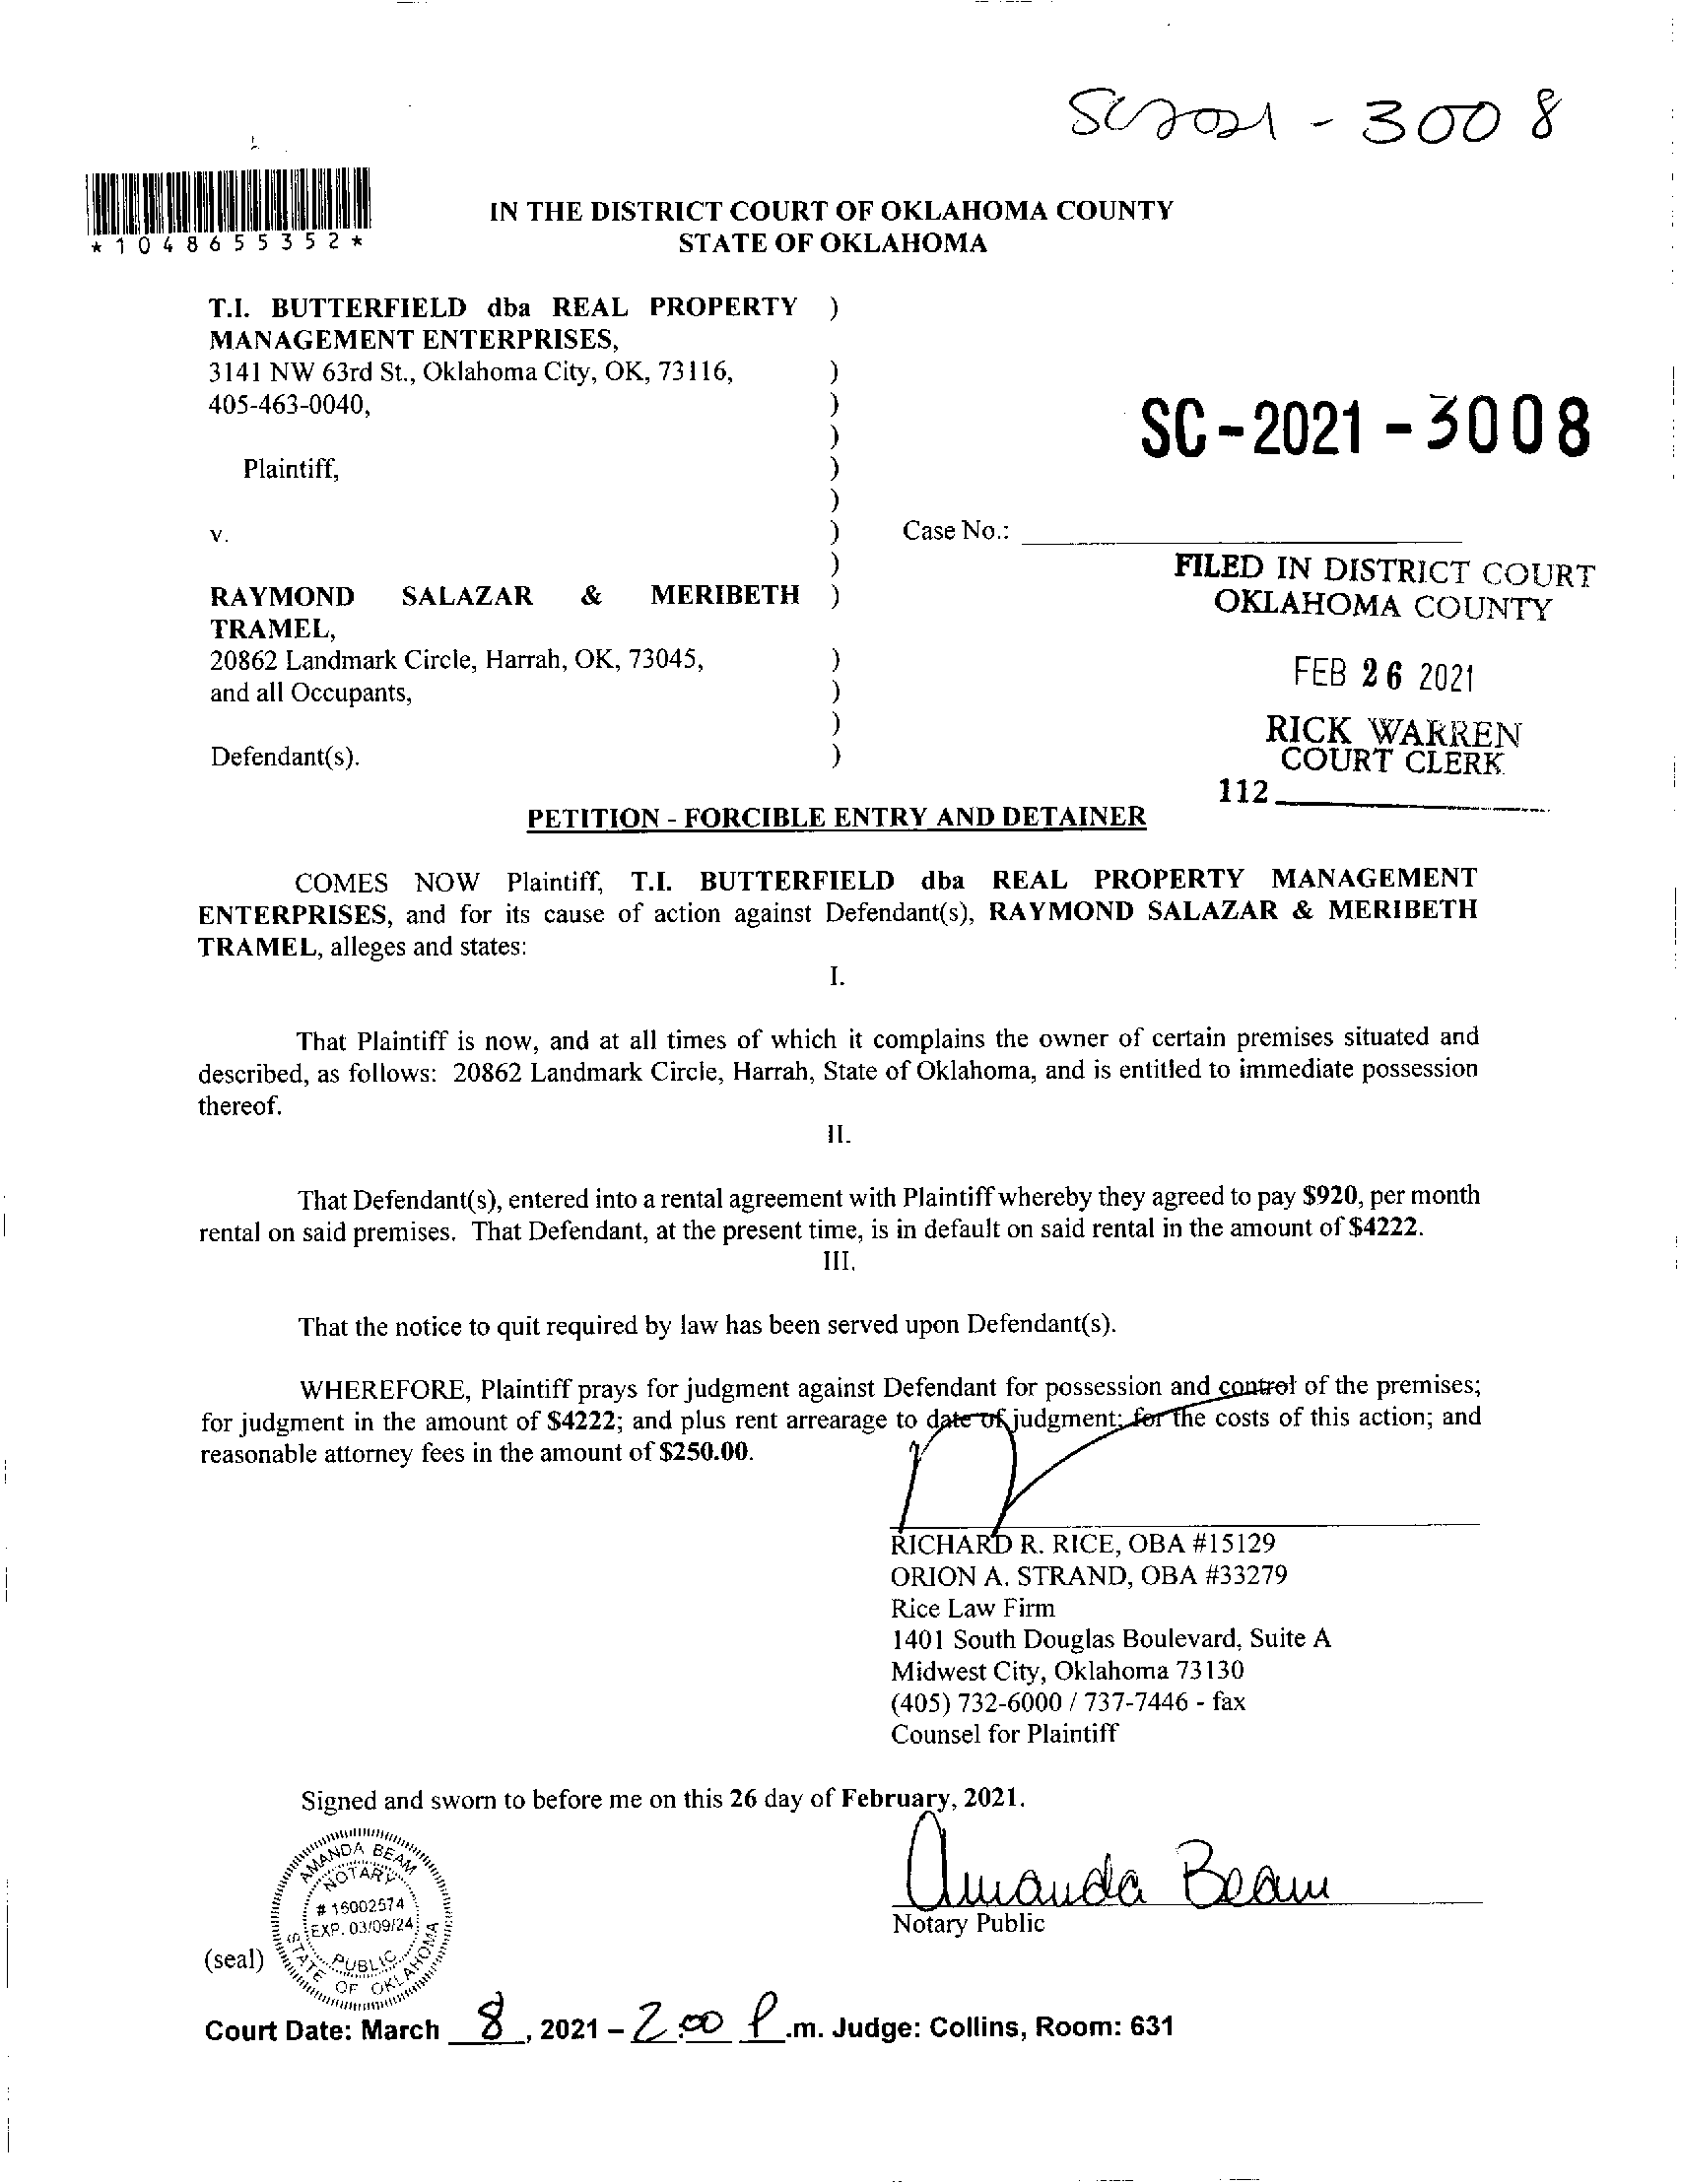 SC2021-3008
*1048655352*
IN THE DISTRICT COURT OF OKLAHOMA COUNTY
STATE OF OKLAHOMA
T.I. BUTTERFIELD dba REAL PROPERTY )
MANAGEMENT ENTERPRISES,
3141 NW 63rd St., Oklahoma City, OK, 73116, )
405-463-0040, )
)
Plaintiff, )
)
v. )
)
RAYMOND SALAZAR & MERIBETH )
TRAMEL,
20862 Landmark Circle, Harrah, OK, 73045, )
and all Occupants, )
)
Defendant(s). )
SC-2021-3008
Case No.:
FILED IN DISTRICT COURT
OKLAHOMA COUNTY
FEB 26 2021
RICK WARREN
COURT CLERK
112
PETITION - FORCIBLE ENTRY AND DETAINER
COMES NOW Plaintiff, T.I. BUTTERFIELD dba REAL PROPERTY MANAGEMENT
ENTERPRISES, and for its cause of action against Defendant(s), RAYMOND SALAZAR & MERIBETH
TRAMEL, alleges and states:
I.
That Plaintiff is now, and at all times of which it complains the owner of certain premises situated and
described, as follows: 20862 Landmark Circle, Harrah, State of Oklahoma, and is entitled to immediate possession
thereof.
II.
That Defendant(s), entered into a rental agreement with Plaintiff whereby they agreed to pay $920, per month
rental on said premises. That Defendant, at the present time, is in default on said rental in the amount of $4222.
III.
That the notice to quit required by law has been served upon Defendant(s).
WHEREFORE, Plaintiff prays for judgment against Defendant for possession and control of the premises;
for judgment in the amount of $4222; and plus rent arrearage to date of judgment; for the costs of this action; and
reasonable attorney fees in the amount of $250.00.
RICHARD R. RICE, OBA #15129
ORION A. STRAND, OBA #33279
Rice Law Firm
1401 South Douglas Boulevard, Suite A
Midwest City, Oklahoma 73130
(405) 732-6000 / 737-7446 - fax
Counsel for Plaintiff
Signed and sworn to before me on this 26 day of February, 2021.
Amanda Beam
Notary Public
AMANDA BEAM
NOTARY
# 16002574
EXP. 03/09/24
PUBLIC
STATE OF OKLAHOMA
(seal)
Court Date: March 8, 2021 - 2:00 P.m. Judge: Collins, Room: 631